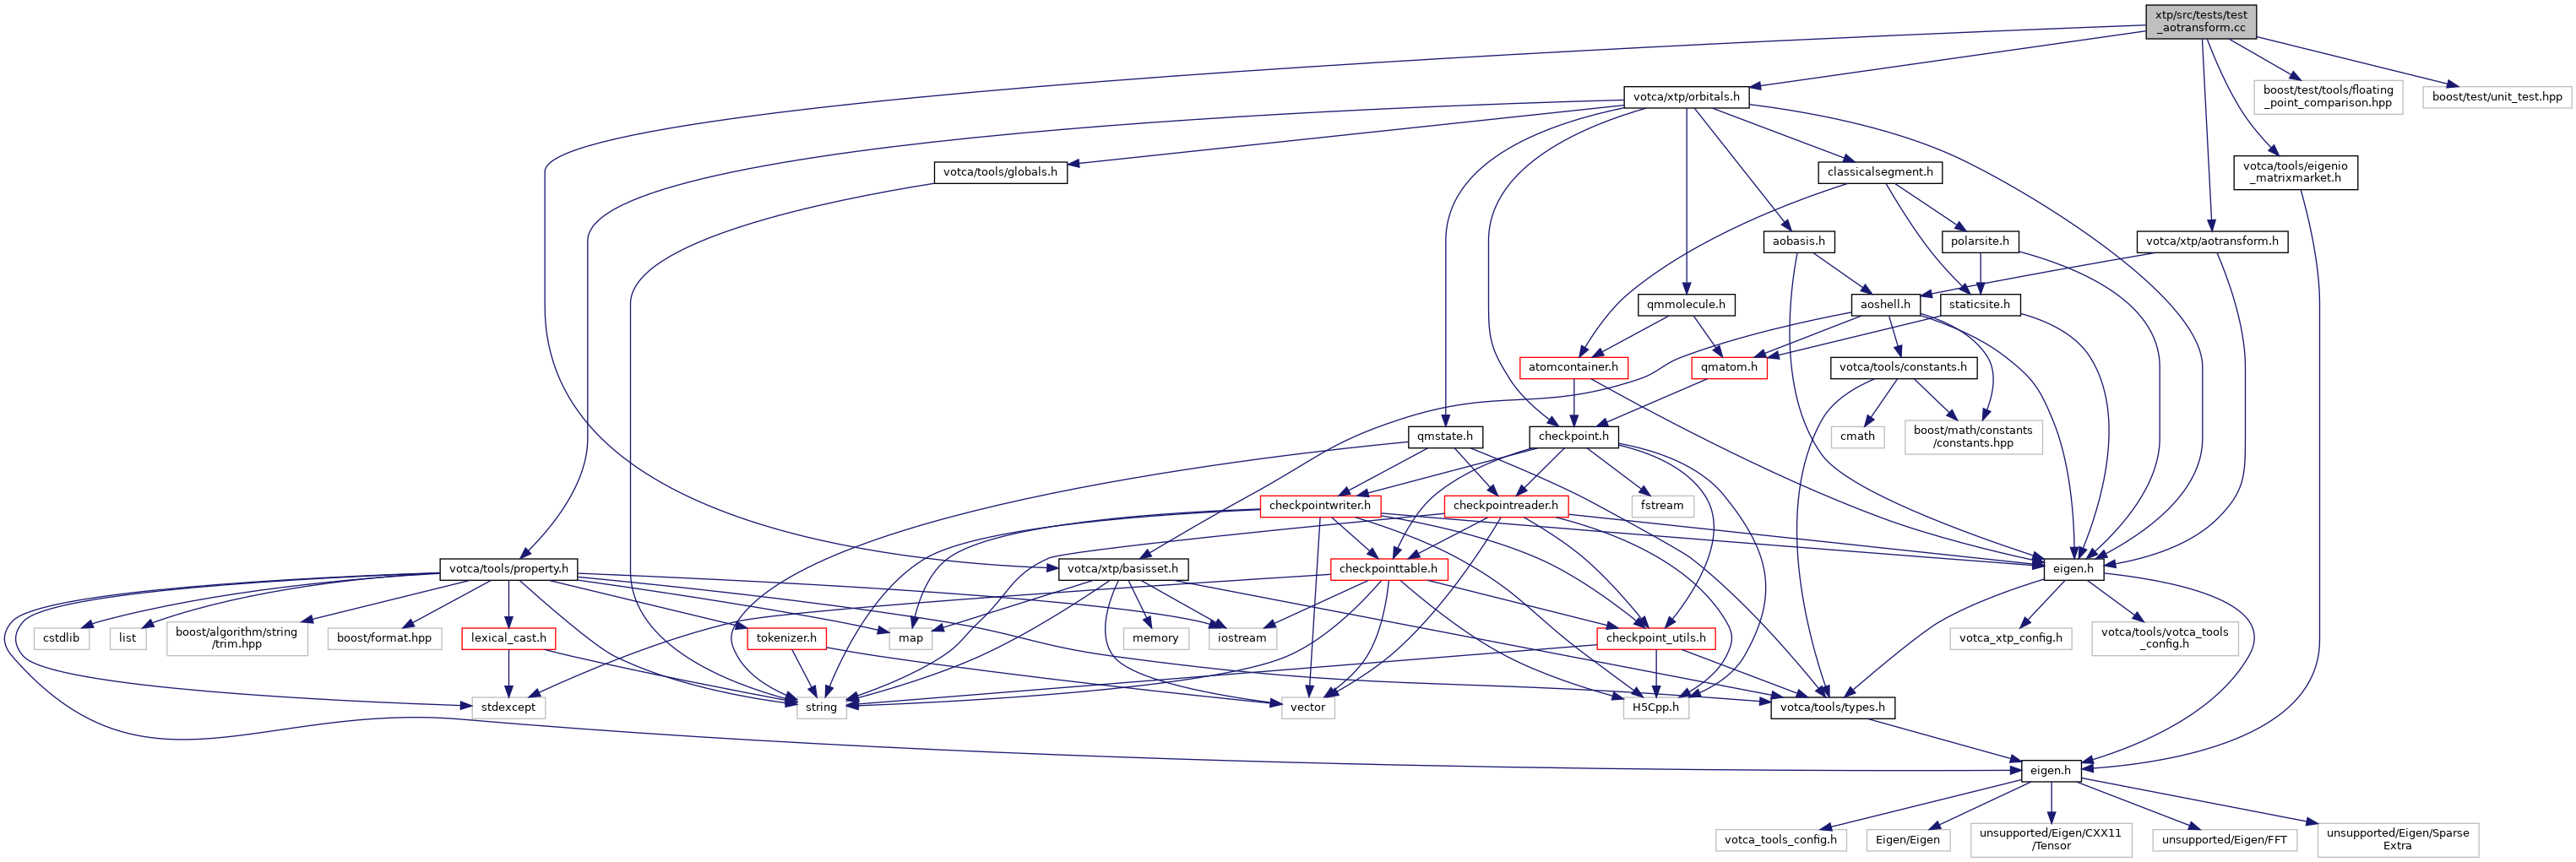 xtp/src/tests/test
_aotransform.cc
votca/xtp/orbitals.h
boost/test/tools/floating
_point_comparison.hpp
boost/test/unit_test.hpp
votca/tools/globals.h
classicalsegment.h
votca/tools/eigenio
_matrixmarket.h
aobasis.h
polarsite.h
votca/xtp/aotransform.h
qmmolecule.h
aoshell.h
staticsite.h
atomcontainer.h
qmatom.h
votca/tools/constants.h
qmstate.h
checkpoint.h
cmath
boost/math/constants
/constants.hpp
checkpointwriter.h
checkpointreader.h
fstream
votca/tools/property.h
votca/xtp/basisset.h
checkpointtable.h
eigen.h
cstdlib
list
boost/algorithm/string
/trim.hpp
boost/format.hpp
lexical_cast.h
tokenizer.h
map
memory
iostream
checkpoint_utils.h
votca_xtp_config.h
votca/tools/votca_tools
_config.h
stdexcept
string
vector
H5Cpp.h
votca/tools/types.h
eigen.h
votca_tools_config.h
Eigen/Eigen
unsupported/Eigen/CXX11
/Tensor
unsupported/Eigen/FFT
unsupported/Eigen/Sparse
Extra